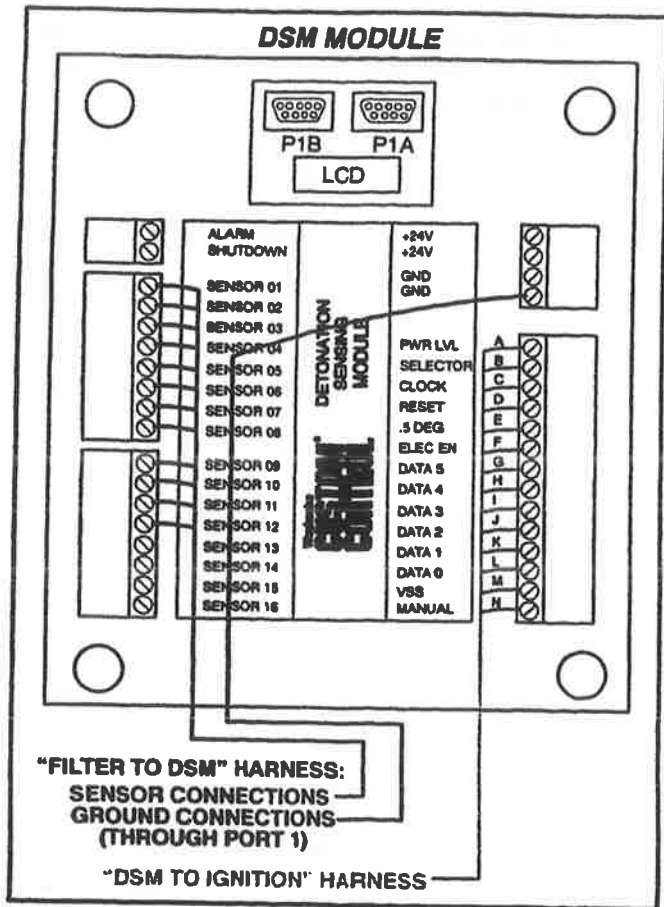 DSM MODULE
P1B
P1A
LCD
ALARM
SHUTDOWN
SENSOR 01
SENSOR 02
SENSOR 03
SENSOR 04
SENSOR 05
SENSOR 06
SENSOR 07
SENSOR 08
SENSOR 09
SENSOR 10
SENSOR 11
SENSOR 12
SENSOR 13
SENSOR 14
SENSOR 15
SENSOR 16
DETONATION
SENSING
MODULE
CUSTOM
CONTROL
+24V
+24V
GND
GND
PWR LVL
SELECTOR
CLOCK
RESET
.5 DEG
ELEC EN
DATA 5
DATA 4
DATA 3
DATA 2
DATA 1
DATA 0
VSS
MANUAL
A
B
C
D
E
F
G
H
I
J
K
L
M
N
"FILTER TO DSM" HARNESS:
SENSOR CONNECTIONS
GROUND CONNECTIONS
(THROUGH PORT 1)
"DSM TO IGNITION" HARNESS